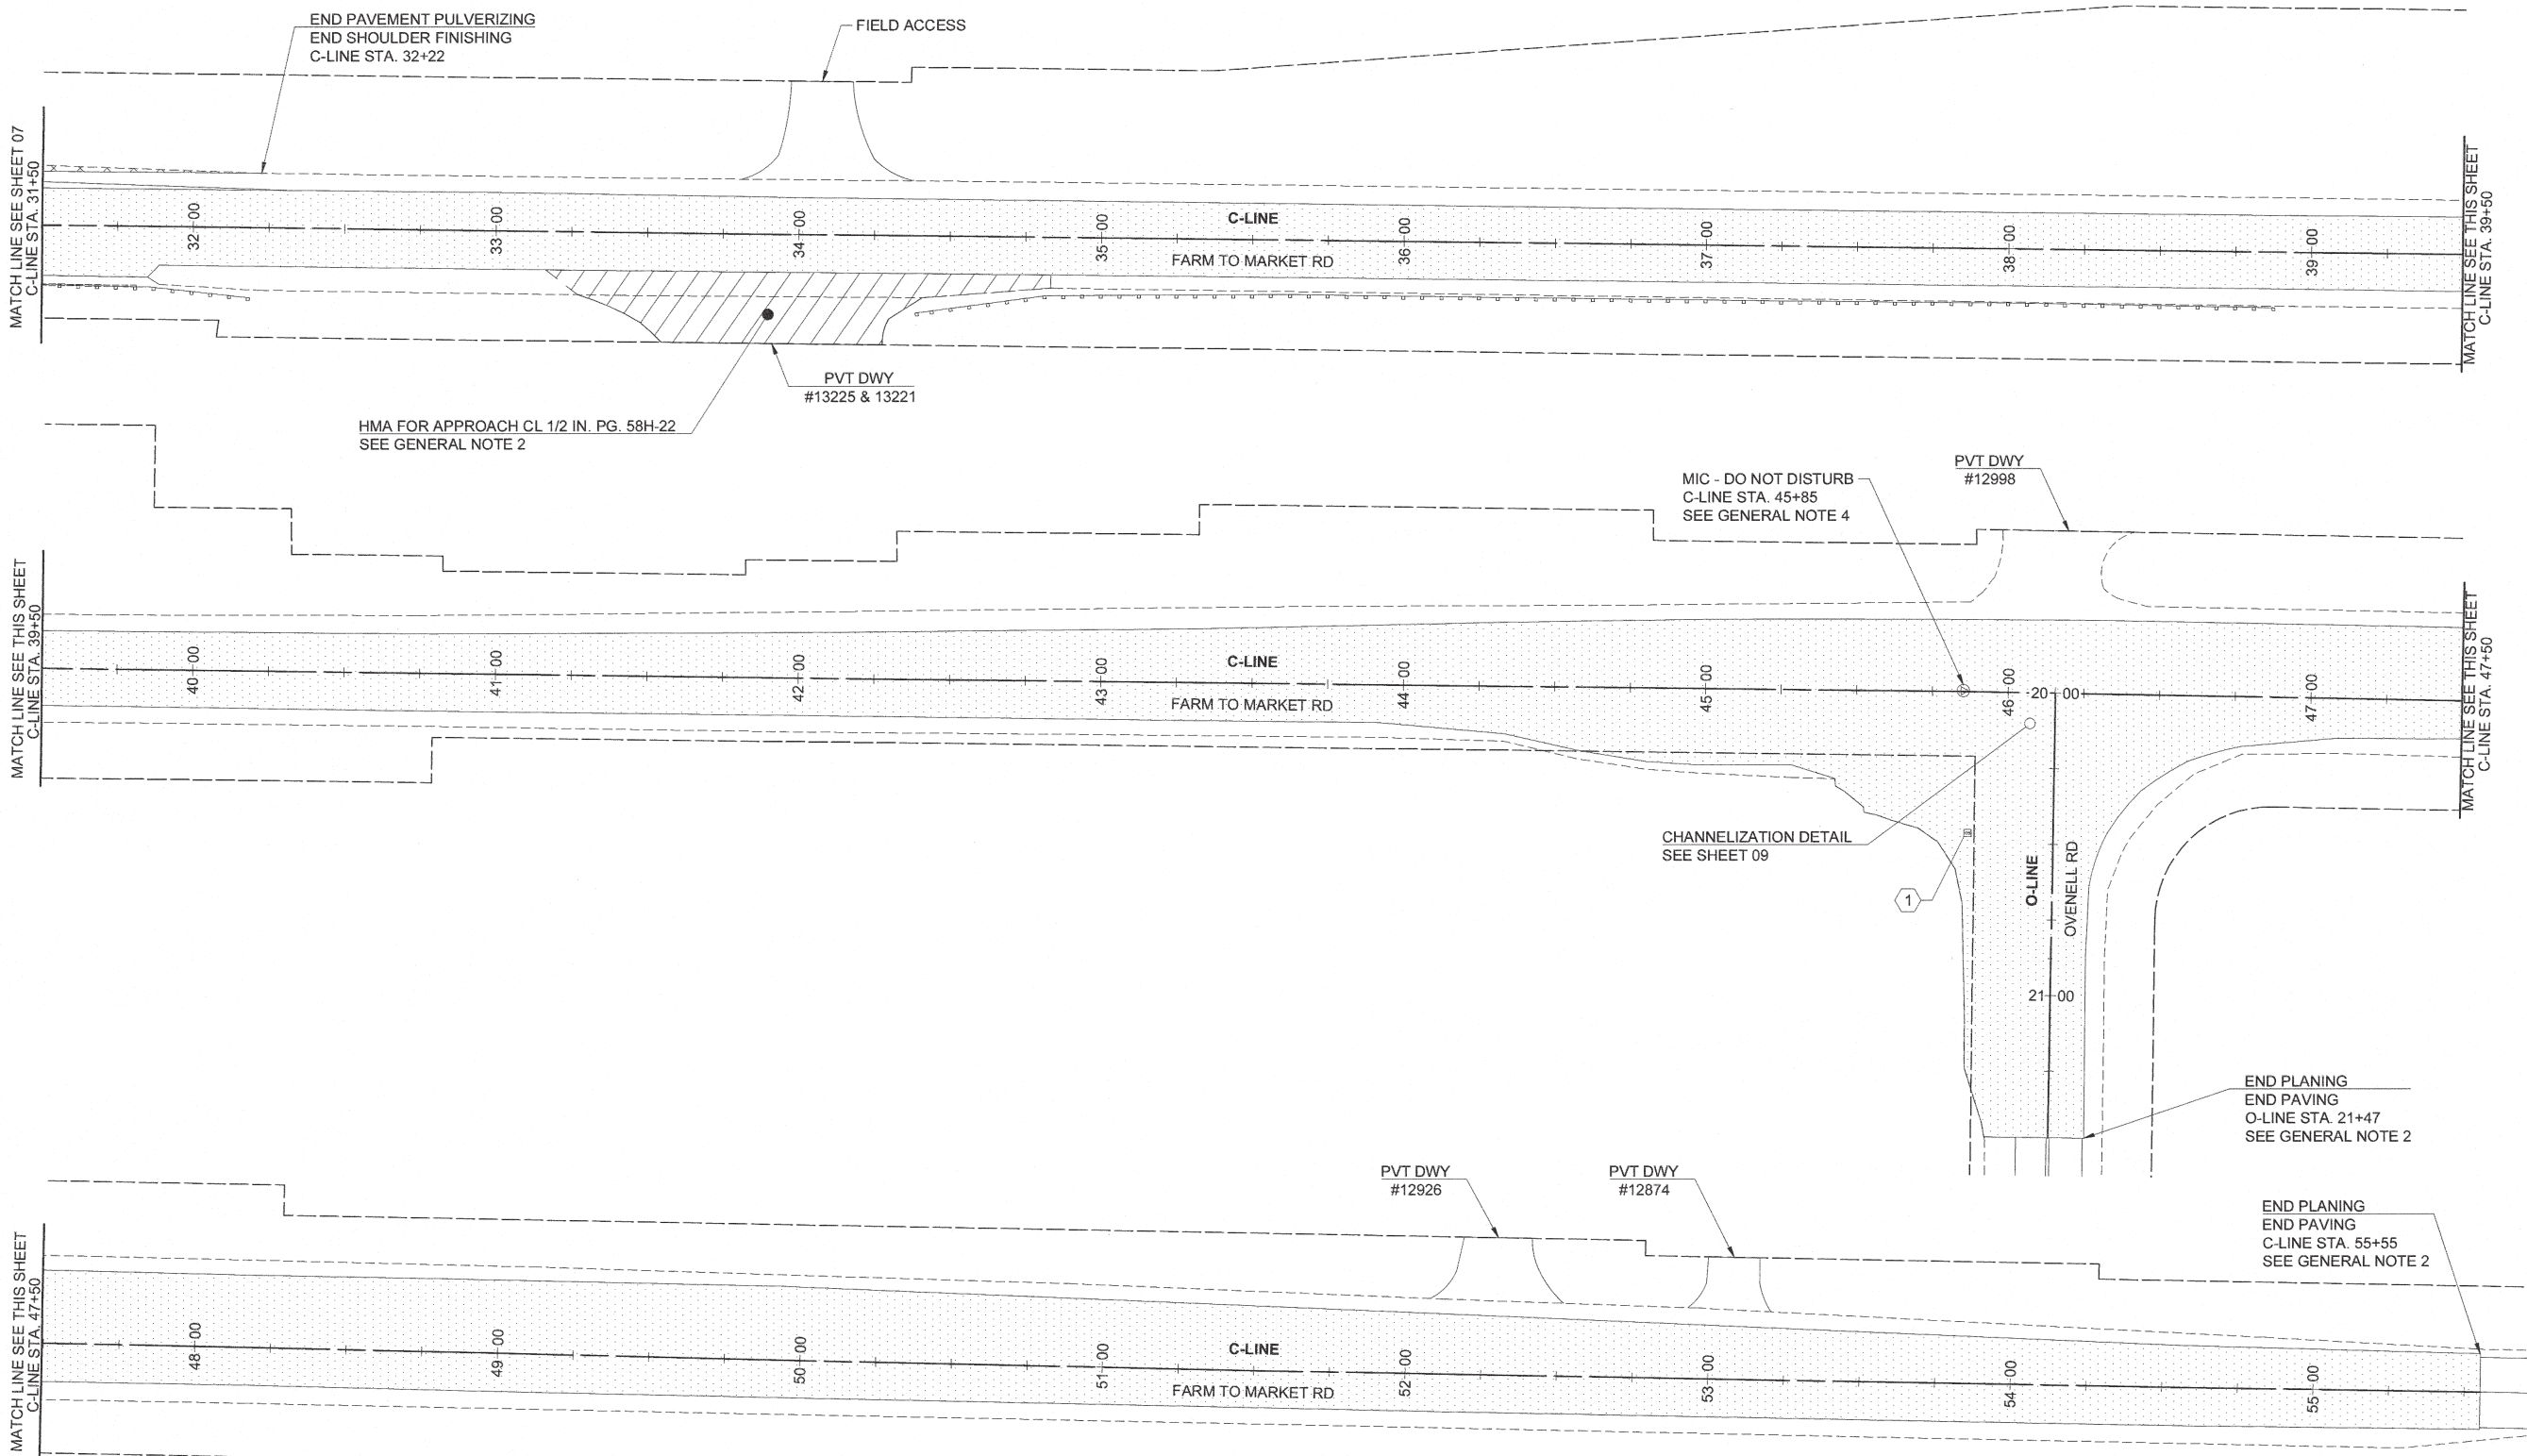 END PAVEMENT PULVERIZING
END SHOULDER FINISHING
C-LINE STA. 32+22
FIELD ACCESS
MATCH LINE SEE SHEET 07
C-LINE STA. 31+50
32+00
33+00
34+00
35+00
36+00
37+00
38+00
39+00
C-LINE
FARM TO MARKET RD
MATCH LINE SEE THIS SHEET
C-LINE STA. 39+50
PVT DWY
#13225 & 13221
HMA FOR APPROACH CL 1/2 IN. PG. 58H-22
SEE GENERAL NOTE 2
MIC - DO NOT DISTURB
C-LINE STA. 45+85
SEE GENERAL NOTE 4
PVT DWY
#12998
MATCH LINE SEE THIS SHEET
C-LINE STA. 39+50
40+00
41+00
42+00
43+00
44+00
45+00
46+00
20+00
47+00
C-LINE
FARM TO MARKET RD
MATCH LINE SEE THIS SHEET
C-LINE STA. 47+50
CHANNELIZATION DETAIL
SEE SHEET 09
1
O-LINE
OVENELL RD
21+00
END PLANING
END PAVING
O-LINE STA. 21+47
SEE GENERAL NOTE 2
PVT DWY
#12926
PVT DWY
#12874
END PLANING
END PAVING
C-LINE STA. 55+55
SEE GENERAL NOTE 2
MATCH LINE SEE THIS SHEET
C-LINE STA. 47+50
48+00
49+00
50+00
51+00
52+00
53+00
54+00
55+00
C-LINE
FARM TO MARKET RD